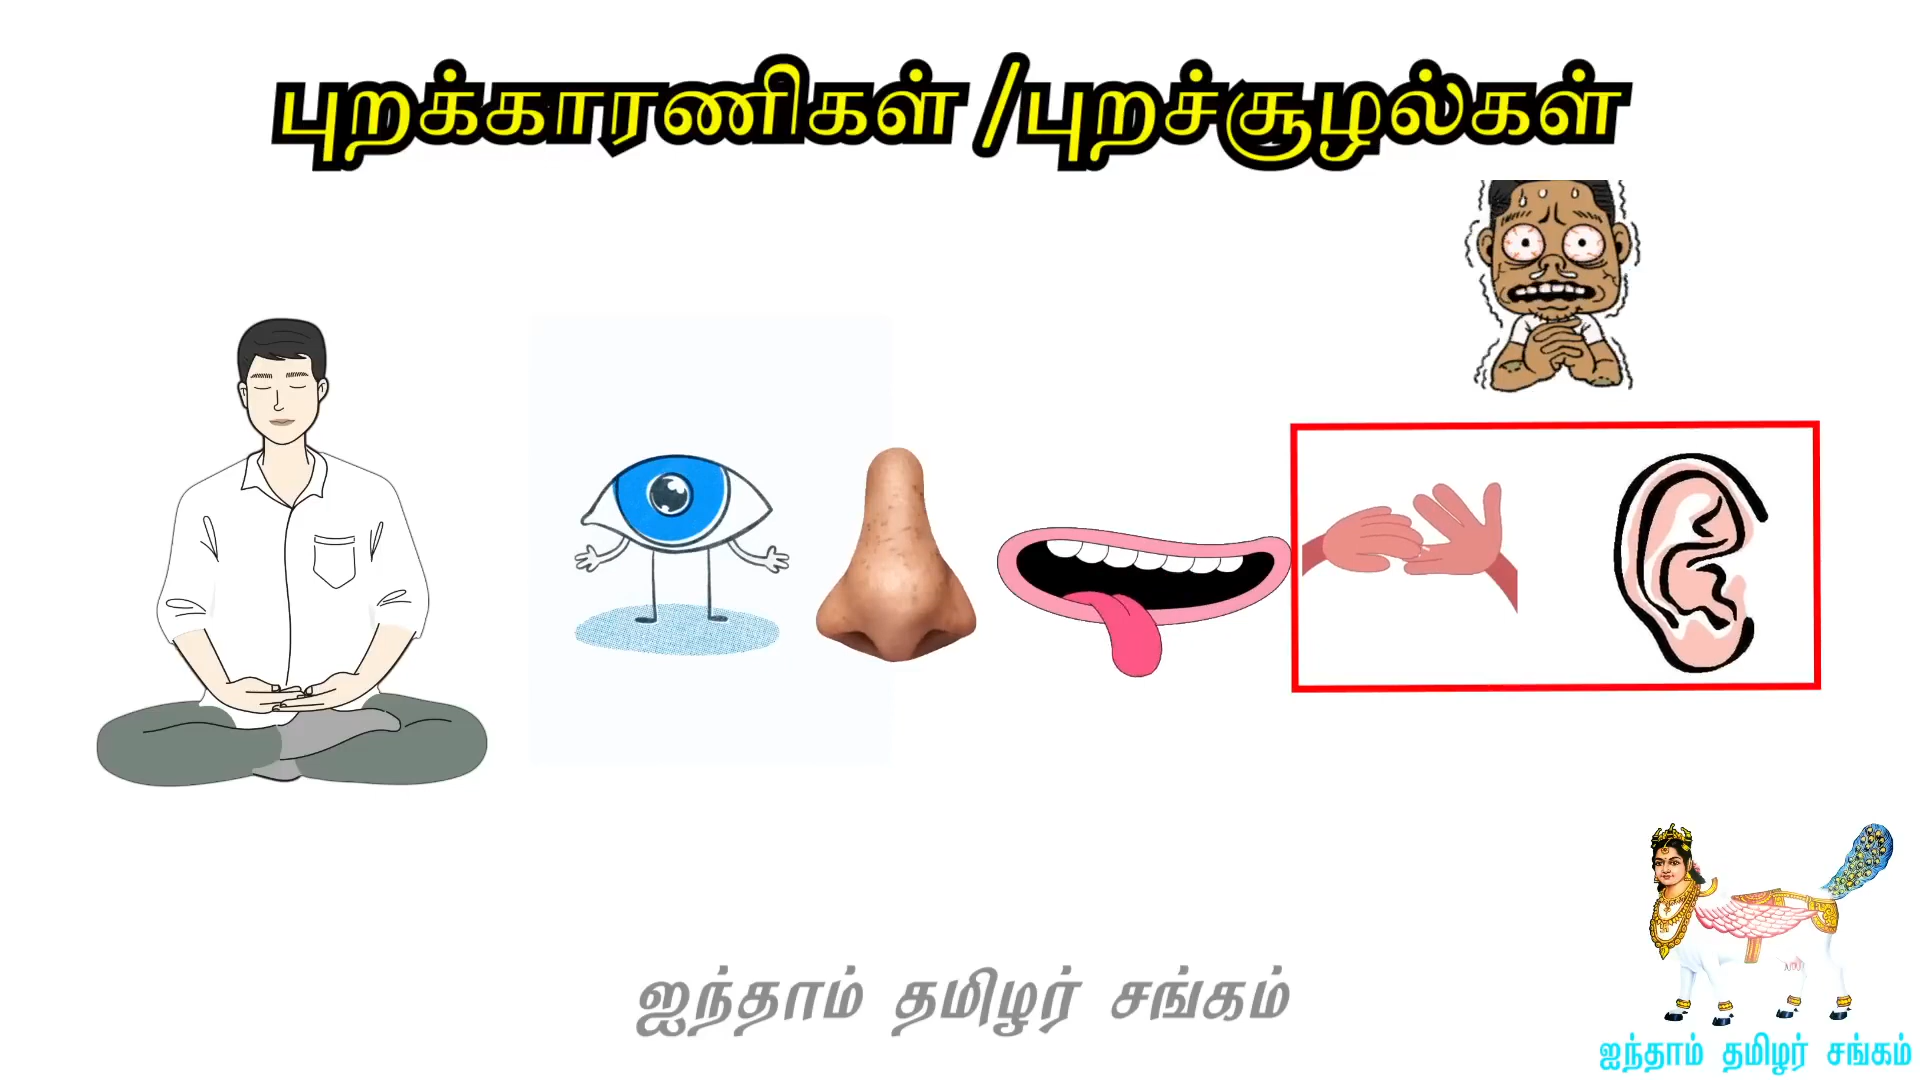 புறக்காரணிகள் /புறச்சூழல்கள்
ஐந்தாம் தமிழர் சங்கம்
ஐந்தாம் தமிழர் சங்கம்